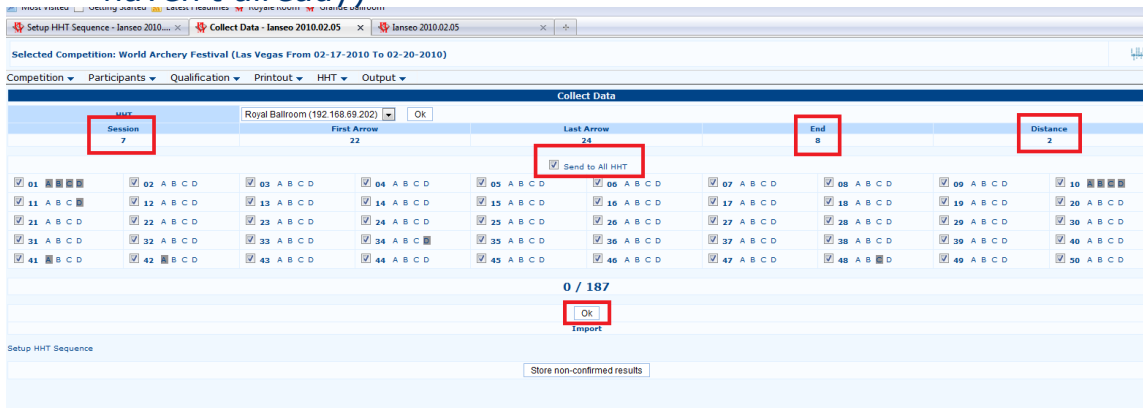 haven't already)
Most Visited Getting Started Latest Headlines Royale Room Grande Ballroom
Setup HHT Sequence - Ianseo 2010.... × Collect Data - Ianseo 2010.02.05 × Ianseo 2010.02.05 ×
Selected Competition: World Archery Festival (Las Vegas From 02-17-2010 To 02-20-2010)
Competition Participants Qualification Printout HHT Output
Collect Data
HHT Royal Ballroom (192.168.69.202) Ok
Session First Arrow Last Arrow End Distance
7 22 24 8 2
Send to All HHT
01 A B C D 02 A B C D 03 A B C D 04 A B C D 05 A B C D 06 A B C D 07 A B C D 08 A B C D 09 A B C D 10 A B C D
11 A B C D 12 A B C D 13 A B C D 14 A B C D 15 A B C D 16 A B C D 17 A B C D 18 A B C D 19 A B C D 20 A B C D
21 A B C D 22 A B C D 23 A B C D 24 A B C D 25 A B C D 26 A B C D 27 A B C D 28 A B C D 29 A B C D 30 A B C D
31 A B C D 32 A B C D 33 A B C D 34 A B C D 35 A B C D 36 A B C D 37 A B C D 38 A B C D 39 A B C D 40 A B C D
41 A B C D 42 A B C D 43 A B C D 44 A B C D 45 A B C D 46 A B C D 47 A B C D 48 A B C D 49 A B C D 50 A B C D
0 / 187
Ok
Import
Setup HHT Sequence
Store non-confirmed results